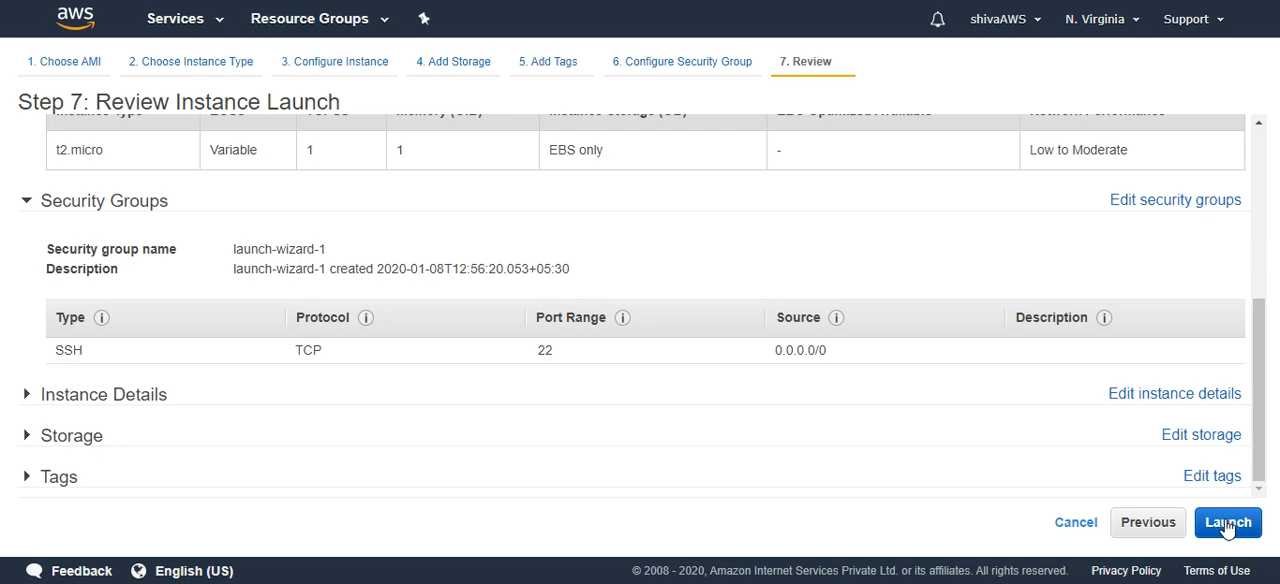 aws Services Resource Groups shivaAWS N. Virginia Support
1. Choose AMI 2. Choose Instance Type 3. Configure Instance 4. Add Storage 5. Add Tags 6. Configure Security Group 7. Review
Step 7: Review Instance Launch
t2.micro Variable 1 1 EBS only - Low to Moderate
Security Groups Edit security groups
Security group name launch-wizard-1
Description launch-wizard-1 created 2020-01-08T12:56:20.053+05:30
Type i Protocol i Port Range i Source i Description i
SSH TCP 22 0.0.0.0/0
Instance Details Edit instance details
Storage Edit storage
Tags Edit tags
Cancel Previous Launch
Feedback English (US) © 2008 - 2020, Amazon Internet Services Private Ltd. or its affiliates. All rights reserved. Privacy Policy Terms of Use